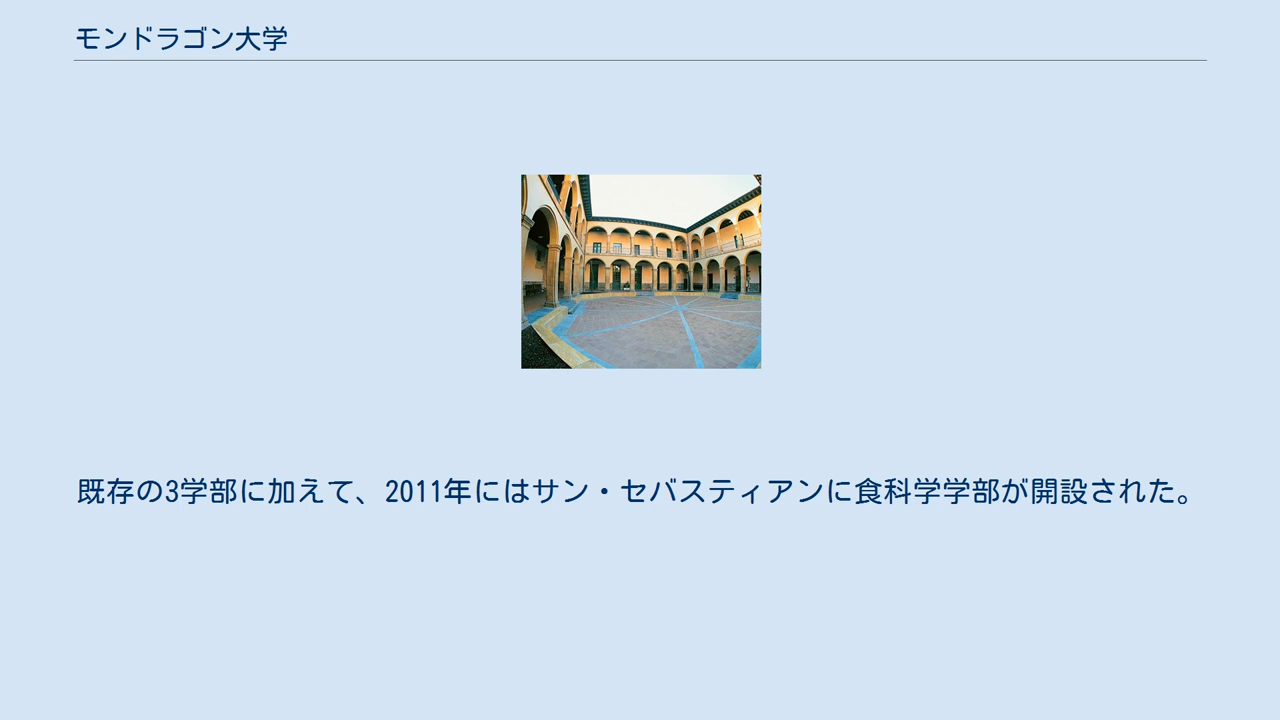 モンドラゴン大学
既存の3学部に加えて、2011年にはサン・セバスティアンに食科学学部が開設された。